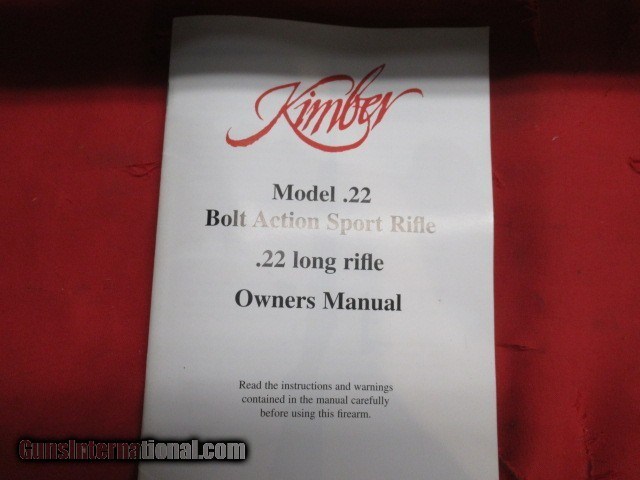 Kimber
Model .22
Bolt Action Sport Rifle
.22 long rifle
Owners Manual
Read the instructions and warnings
contained in the manual carefully
before using this firearm.
GunsInternational.com